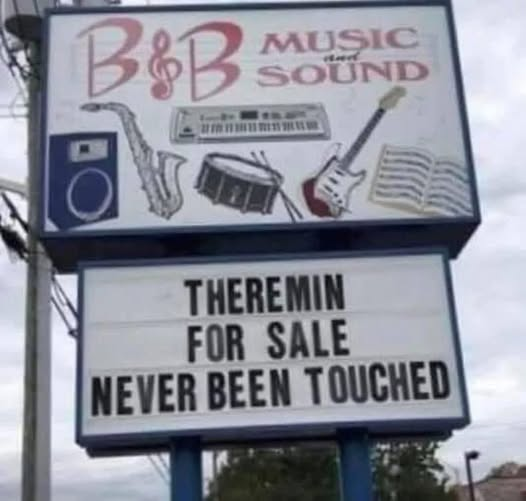 B&B MUSIC
and
SOUND
THEREMIN
FOR SALE
NEVER BEEN TOUCHED